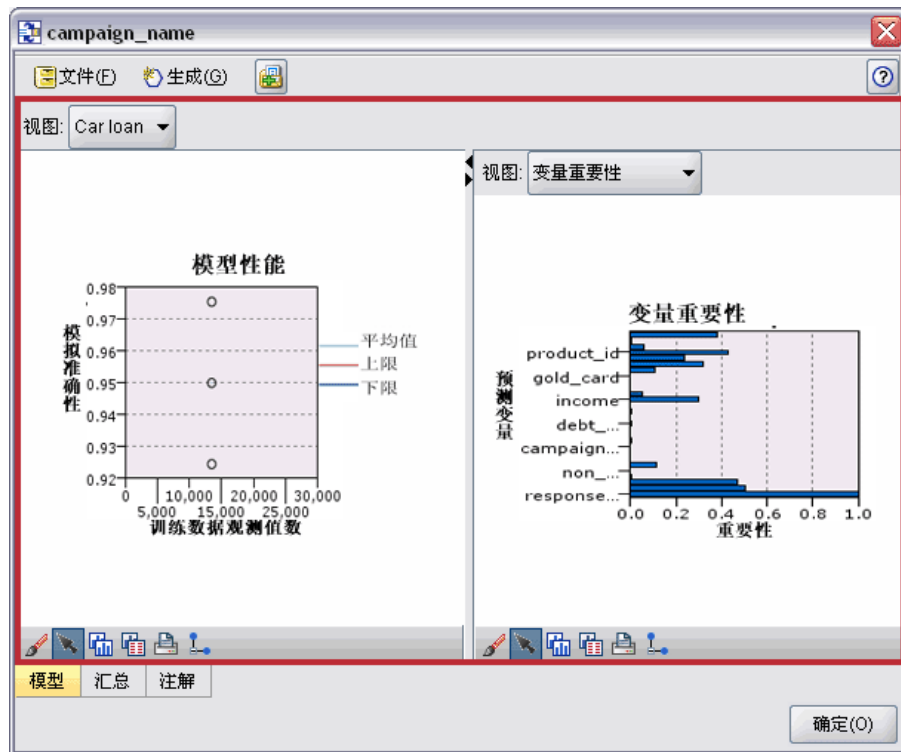 campaign_name
文件(F) 生成(G)
视图: Car loan
视图: 变量重要性
模型性能
模拟准确性
0.98
0.97
0.96
0.95
0.94
0.93
0.92
0 10,000 20,000 30,000
5,000 15,000 25,000
训练数据观测值数
平均值
上限
下限
变量重要性
预测变量
product_id
gold_card
income
debt_...
campaign...
non_...
response...
0.0 0.2 0.4 0.6 0.8 1.0
重要性
模型 汇总 注解
确定(O)